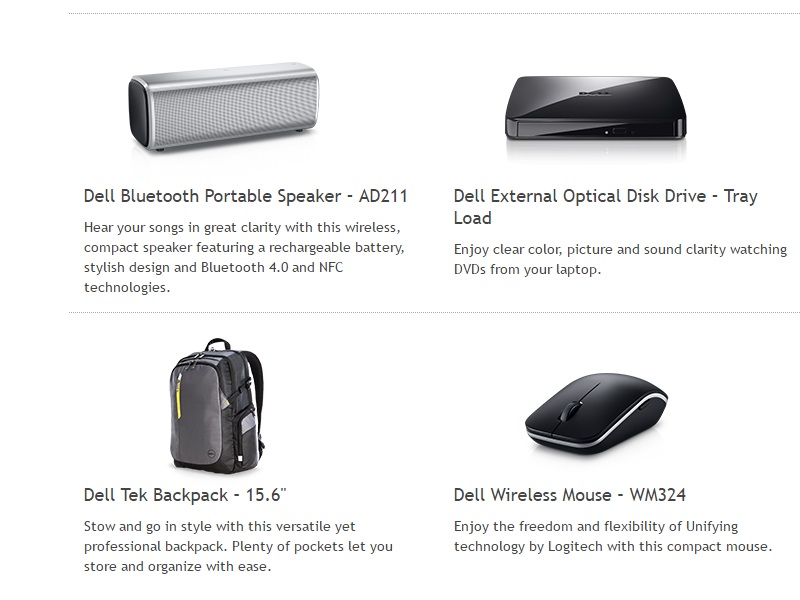 Dell Bluetooth Portable Speaker - AD211
Hear your songs in great clarity with this wireless,
compact speaker featuring a rechargeable battery,
stylish design and Bluetooth 4.0 and NFC
technologies.
DELL
Dell External Optical Disk Drive - Tray
Load
Enjoy clear color, picture and sound clarity watching
DVDs from your laptop.
Dell Tek Backpack - 15.6"
Stow and go in style with this versatile yet
professional backpack. Plenty of pockets let you
store and organize with ease.
Dell Wireless Mouse - WM324
Enjoy the freedom and flexibility of Unifying
technology by Logitech with this compact mouse.